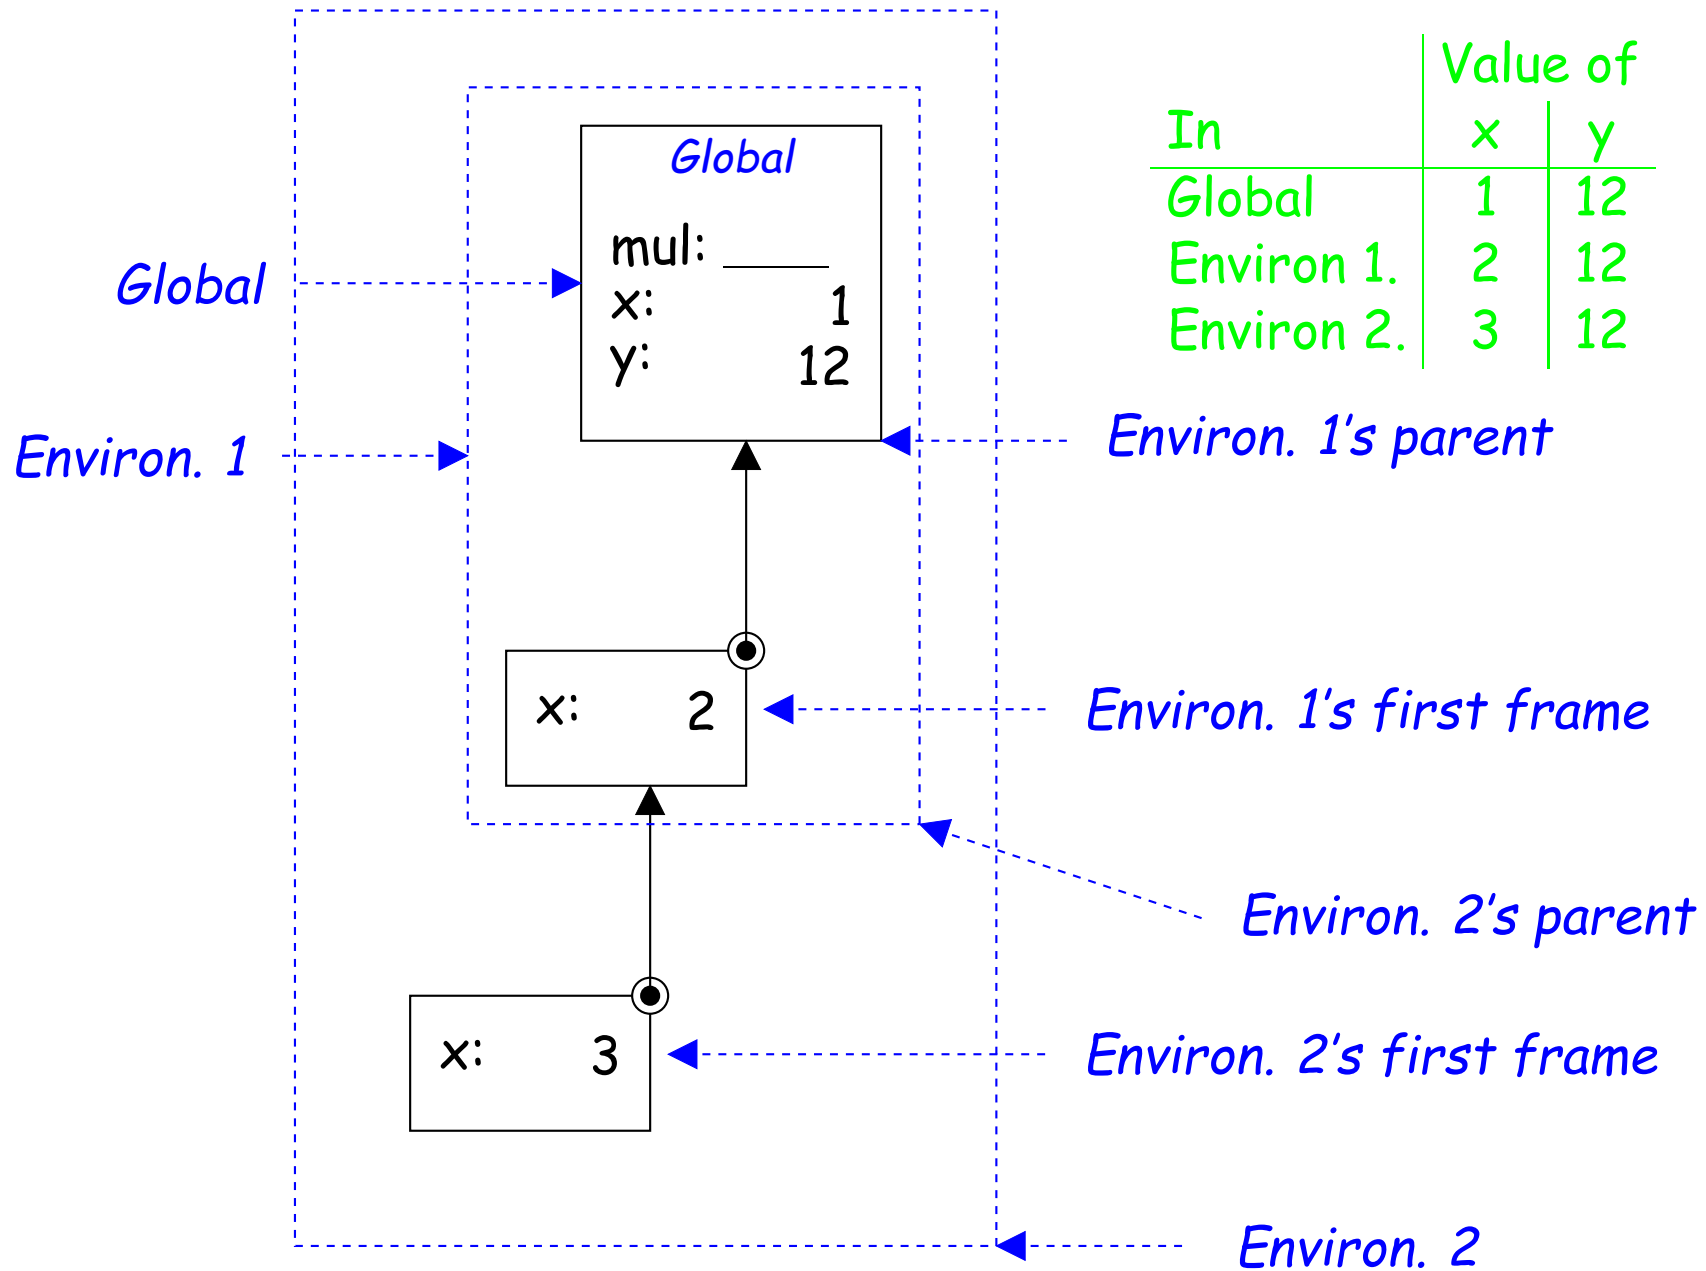 Value of
In x y
Global 1 12
Environ 1. 2 12
Environ 2. 3 12
Global
mul: _____
x: 1
y: 12
Global
Environ. 1
Environ. 1's parent
x: 2
Environ. 1's first frame
Environ. 2's parent
x: 3
Environ. 2's first frame
Environ. 2